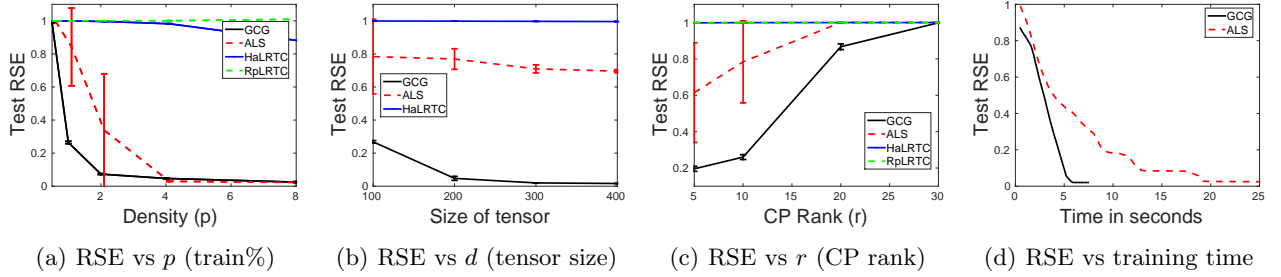 Test RSE
1
0.8
0.6
0.4
0.2
0
2
4
6
8
Density (p)
GCG
ALS
HaLRTC
RpLRTC
(a) RSE vs p (train%)
Test RSE
1
0.8
0.6
0.4
0.2
0
100
200
300
400
Size of tensor
GCG
ALS
HaLRTC
(b) RSE vs d (tensor size)
Test RSE
1
0.8
0.6
0.4
0.2
5
10
15
20
25
30
CP Rank (r)
GCG
ALS
HaLRTC
RpLRTC
(c) RSE vs r (CP rank)
Test RSE
1
0.8
0.6
0.4
0.2
0
0
5
10
15
20
25
Time in seconds
GCG
ALS
(d) RSE vs training time